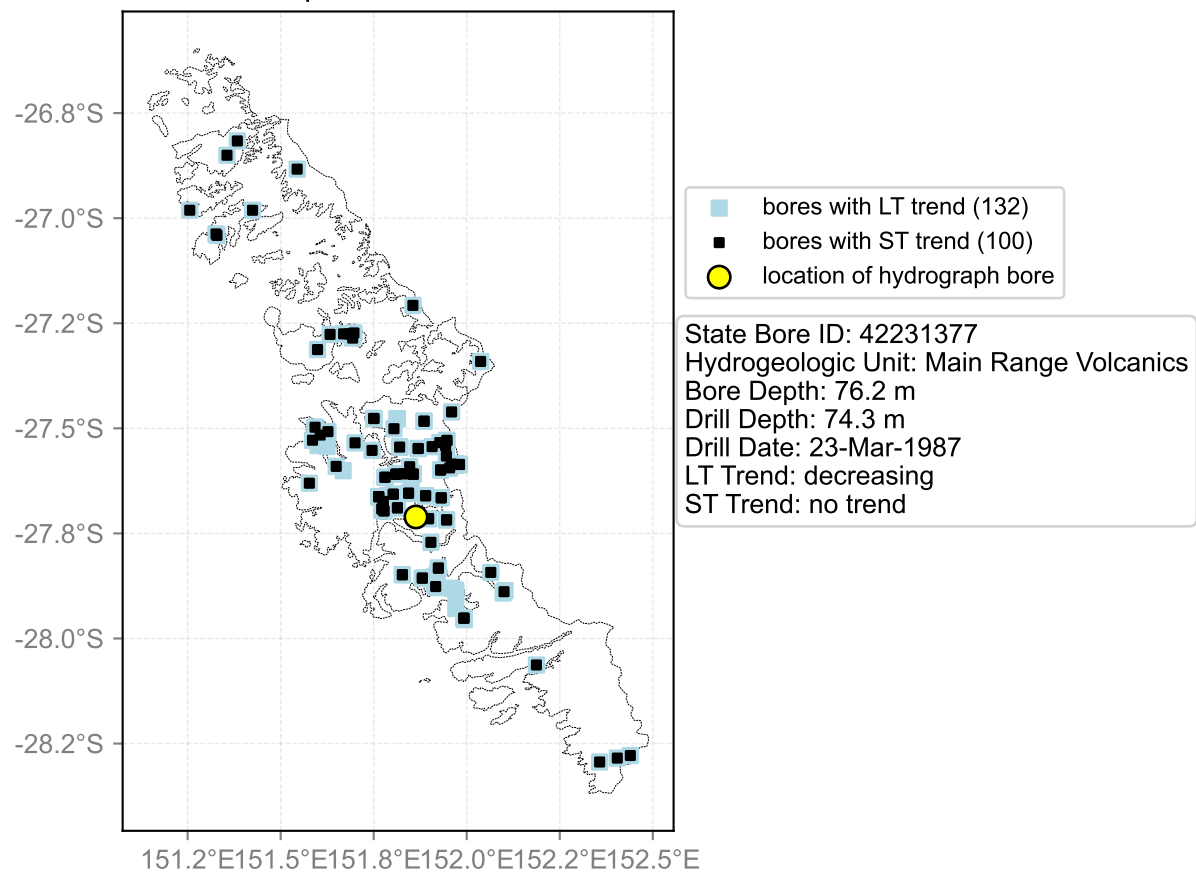 -26.8°S
-27.0°S
-27.2°S
-27.5°S
-27.8°S
-28.0°S
-28.2°S
151.2°E151.5°E151.8°E152.0°E152.2°E152.5°E
bores with LT trend (132)
bores with ST trend (100)
location of hydrograph bore
State Bore ID: 42231377
Hydrogeologic Unit: Main Range Volcanics
Bore Depth: 76.2 m
Drill Depth: 74.3 m
Drill Date: 23-Mar-1987
LT Trend: decreasing
ST Trend: no trend